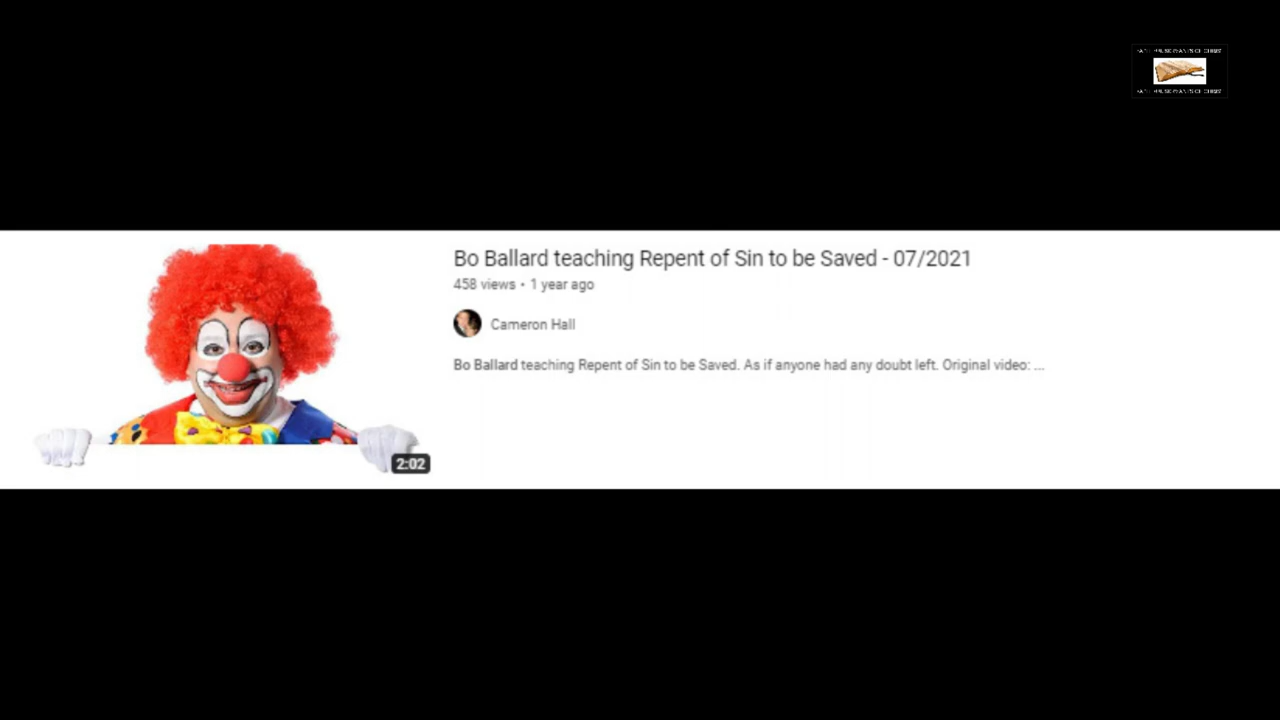 Bo Ballard teaching Repent of Sin to be Saved - 07/2021
458 views • 1 year ago
Cameron Hall
Bo Ballard teaching Repent of Sin to be Saved. As if anyone had any doubt left. Original video: ...
2:02